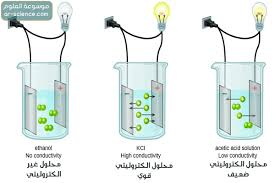 موسوعة العلوم
ar-science.com
ethanol
No conductivity
محلول غير
الكتروليتي
KCl
High conductivity
محلول الكتروليتي
قوي
acetic acid solution
Low conductivity
محلول الكتروليتي
ضعيف